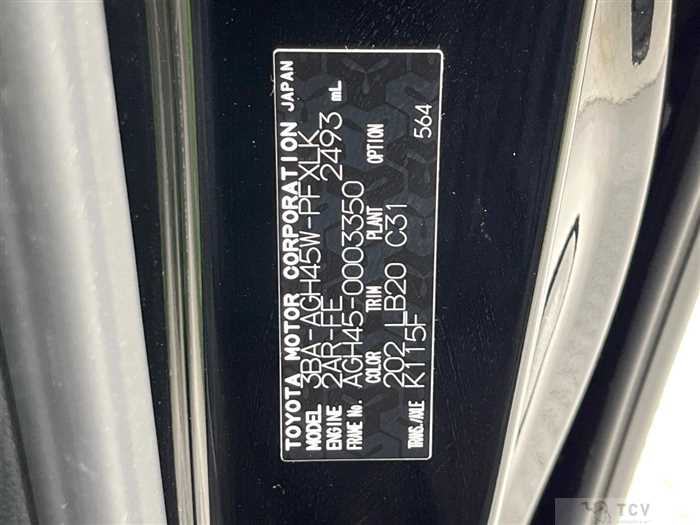 TOYOTA MOTOR CORPORATION JAPAN
MODEL 3BA-AGH45W-PFXLK
ENGINE 2AR-FE 2493 mL
FRAME No. AGH45-0003350
COLOR TRIM PLANT OPTION
202 LB20 C31
TRANS./AXLE K115F 564
TCV